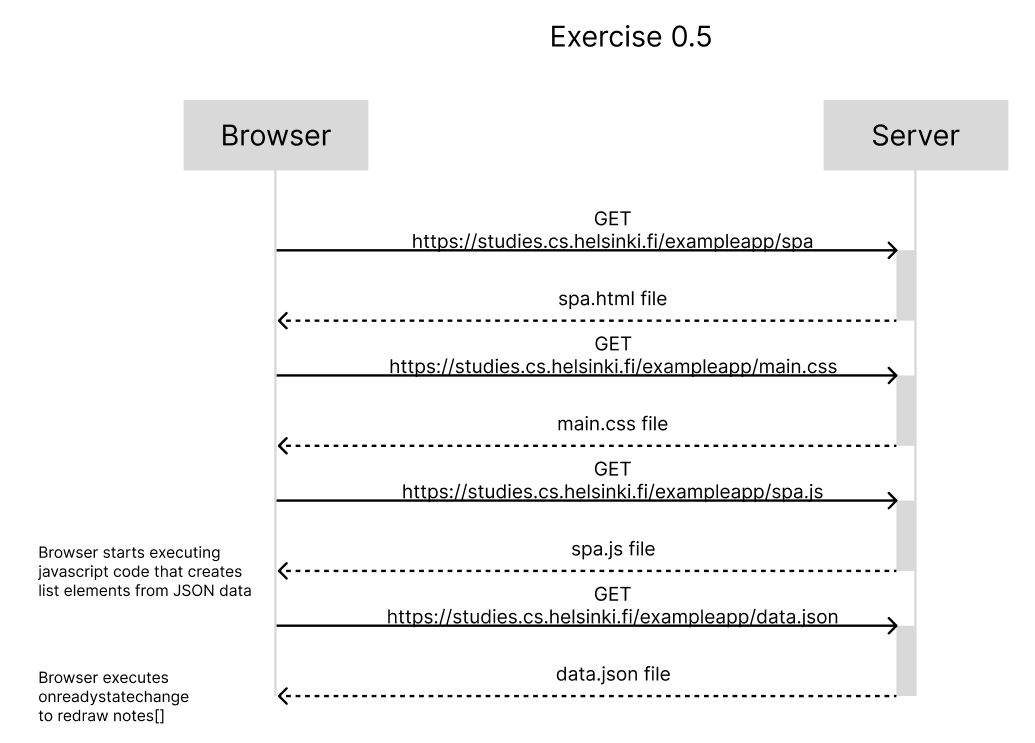 Exercise 0.5
Browser
Server
GET
https://studies.cs.helsinki.fi/exampleapp/spa
spa.html file
GET
https://studies.cs.helsinki.fi/exampleapp/main.css
main.css file
GET
https://studies.cs.helsinki.fi/exampleapp/spa.js
spa.js file
Browser starts executing
javascript code that creates
list elements from JSON data
GET
https://studies.cs.helsinki.fi/exampleapp/data.json
data.json file
Browser executes
onreadystatechange
to redraw notes[]